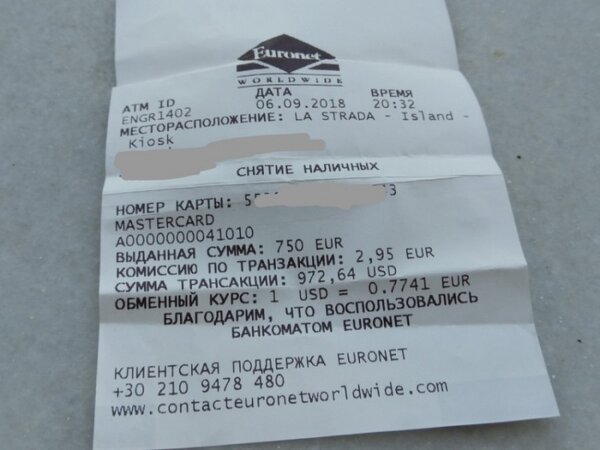 Euronet
WORLDWIDE
ATM ID ДАТА ВРЕМЯ
ENGR1402 06.09.2018 20:32
МЕСТОРАСПОЛОЖЕНИЕ: LA STRADA - Island -
Kiosk
СНЯТИЕ НАЛИЧНЫХ
НОМЕР КАРТЫ:
MASTERCARD
A0000000041010
ВЫДАННАЯ СУММА: 750 EUR
КОМИССИЮ ПО ТРАНЗАКЦИИ: 2,95 EUR
СУММА ТРАНСАКЦИИ: 972,64 USD
ОБМЕННЫЙ КУРС: 1 USD = 0.7741 EUR
БЛАГОДАРИМ, ЧТО ВОСПОЛЬЗОВАЛИСЬ
БАНКОМАТОМ EURONET
КЛИЕНТСКАЯ ПОДДЕРЖКА EURONET
+30 210 9478 480
www.contacteuronetworldwide.com